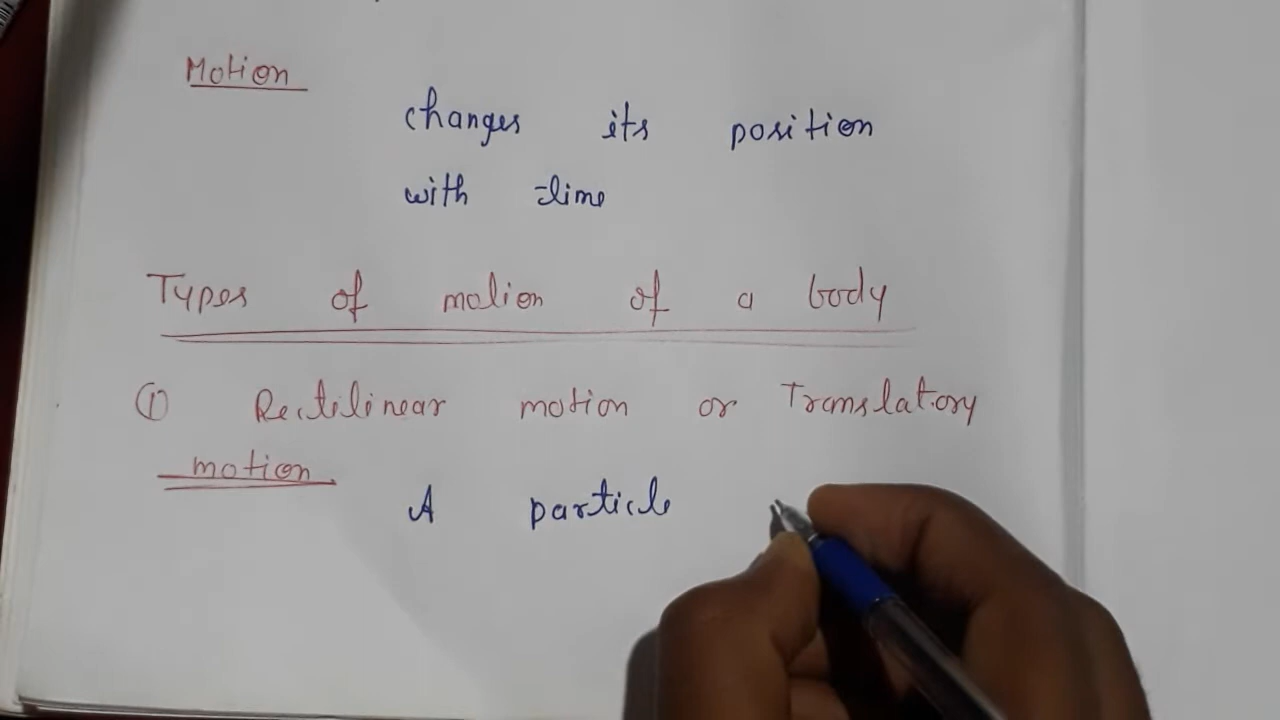 Motion
changes its position
with time
Types of motion of a body
① Rectilinear motion or Translatory
motion.
A particle